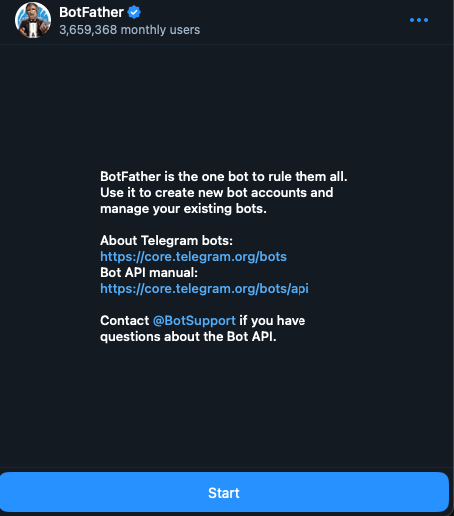 BotFather
3,659,368 monthly users
BotFather is the one bot to rule them all.
Use it to create new bot accounts and
manage your existing bots.
About Telegram bots:
https://core.telegram.org/bots
Bot API manual:
https://core.telegram.org/bots/api
Contact @BotSupport if you have
questions about the Bot API.
Start